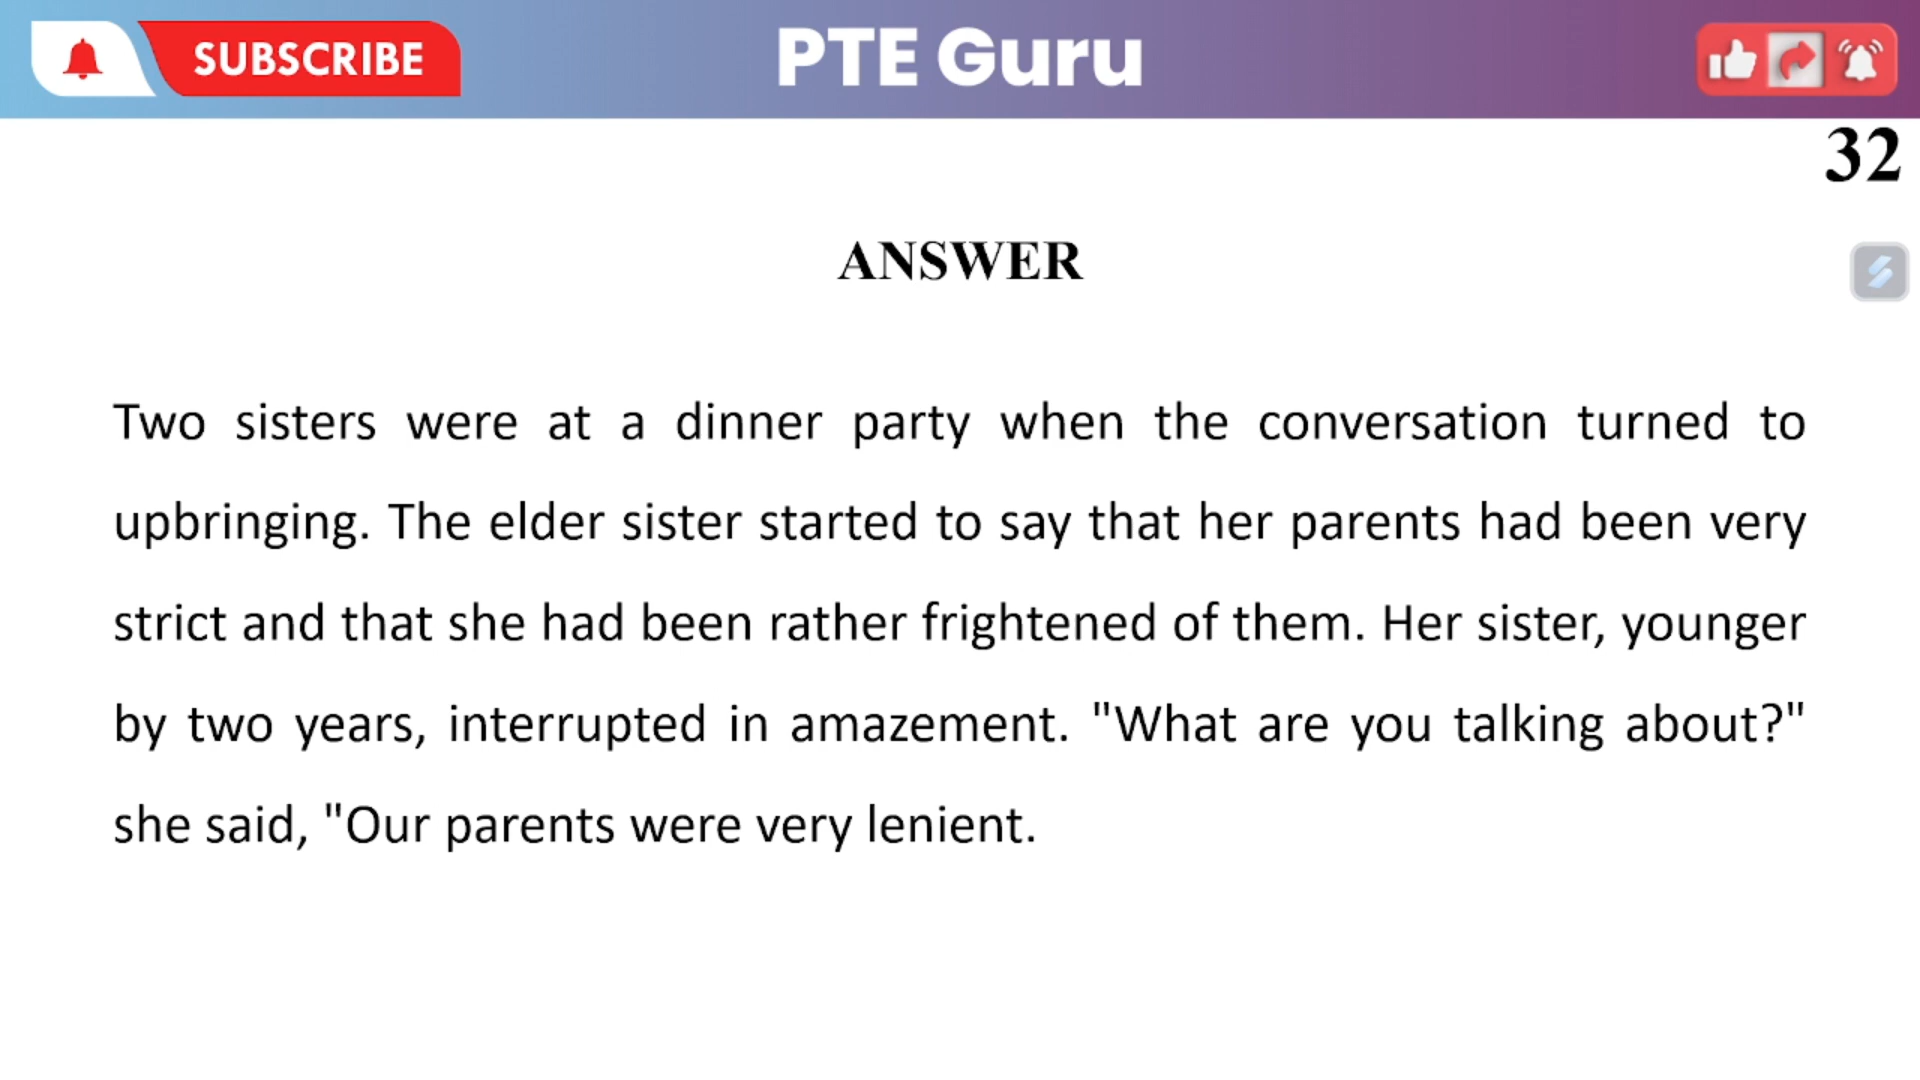 SUBSCRIBE
PTE Guru
32
ANSWER
Two sisters were at a dinner party when the conversation turned to
upbringing. The elder sister started to say that her parents had been very
strict and that she had been rather frightened of them. Her sister, younger
by two years, interrupted in amazement. "What are you talking about?"
she said, "Our parents were very lenient.